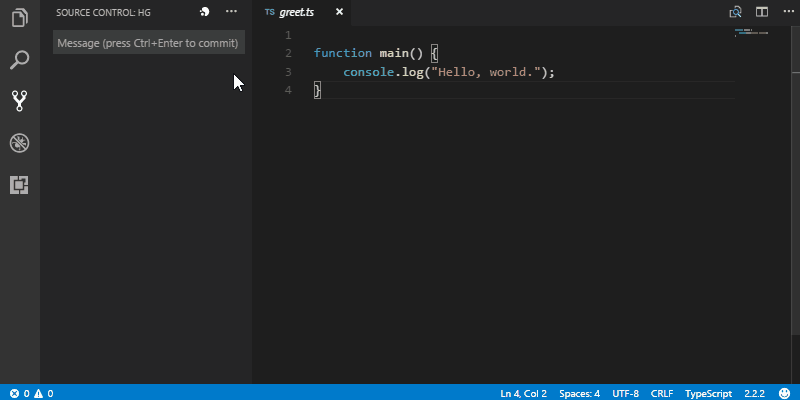 SOURCE CONTROL: HG
Message (press Ctrl+Enter to commit)
TS greet.ts
1
2 function main() {
3 console.log("Hello, world.");
4 }
0 0 Ln 4, Col 2 Spaces: 4 UTF-8 CRLF TypeScript 2.2.2